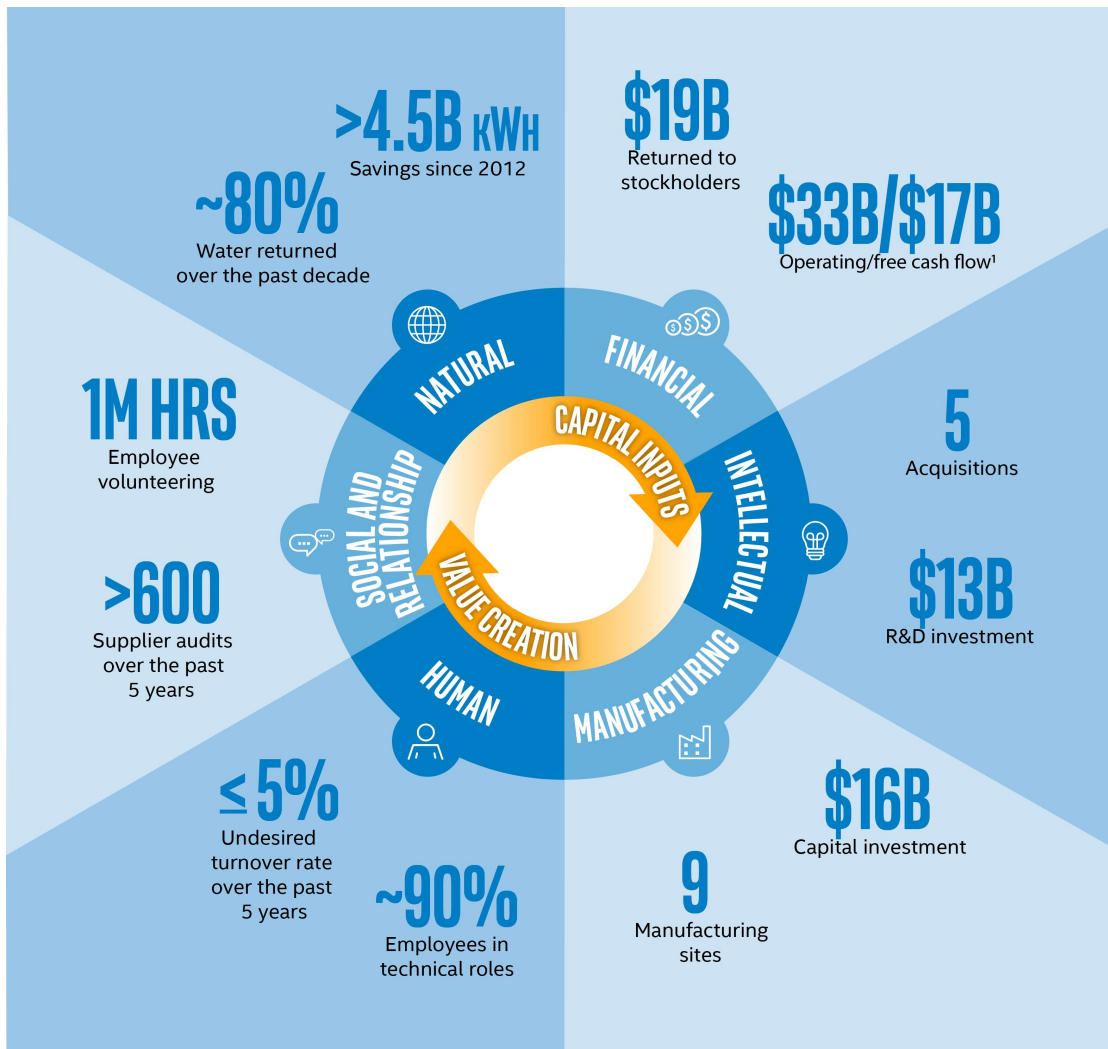 >4.5B kWh
Savings since 2012
~80%
Water returned
over the past decade
$19B
Returned to
stockholders
$33B/$17B
Operating/free cash flow¹
NATURAL
FINANCIAL
1M HRS
Employee
volunteering
5
Acquisitions
CAPITAL INPUTS
SOCIAL AND
RELATIONSHIP
INTELLECTUAL
>600
Supplier audits
over the past
5 years
$13B
R&D investment
VALUE CREATION
HUMAN
MANUFACTURING
≤ 5%
Undesired
turnover rate
over the past
5 years
~90%
Employees in
technical roles
$16B
Capital investment
9
Manufacturing
sites